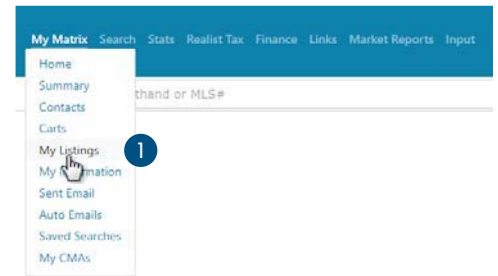 My Matrix Search Stats Realist Tax Finance Links Market Reports Input
Home
Summary
thand or MLS#
Contacts
Carts
My Listings
1
My Information
Sent Email
Auto Emails
Saved Searches
My CMAs